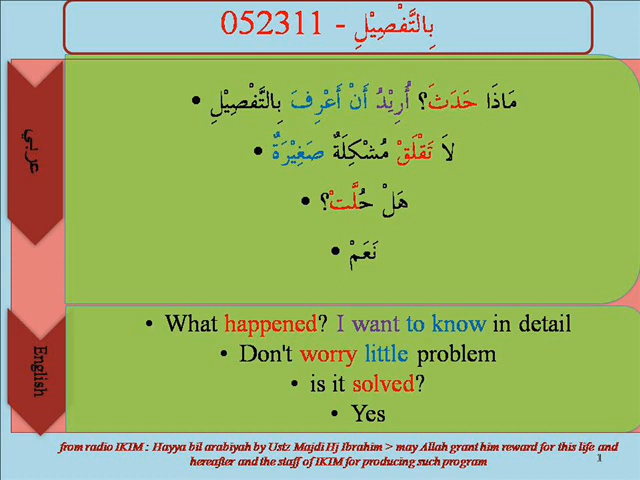 بِالتَّفْصِيْلِ - 052311
عربي
مَاذَا حَدَثَ؟ أُرِيْدُ أَنْ أَعْرِفَ بِالتَّفْصِيْلِ •
لاَ تَقْلَقْ مُشْكِلَةٌ صَغِيْرَةٌ •
هَلْ حُلَّتْ؟ •
نَعَمْ •
English
• What happened? I want to know in detail
• Don't worry little problem
• is it solved?
• Yes
from radio IKIM : Hayya bil arabiyah by Ustz Majdi Hj Ibrahim > may Allah grant him reward for this life and
hereafter and the staff of IKIM for producing such program
1